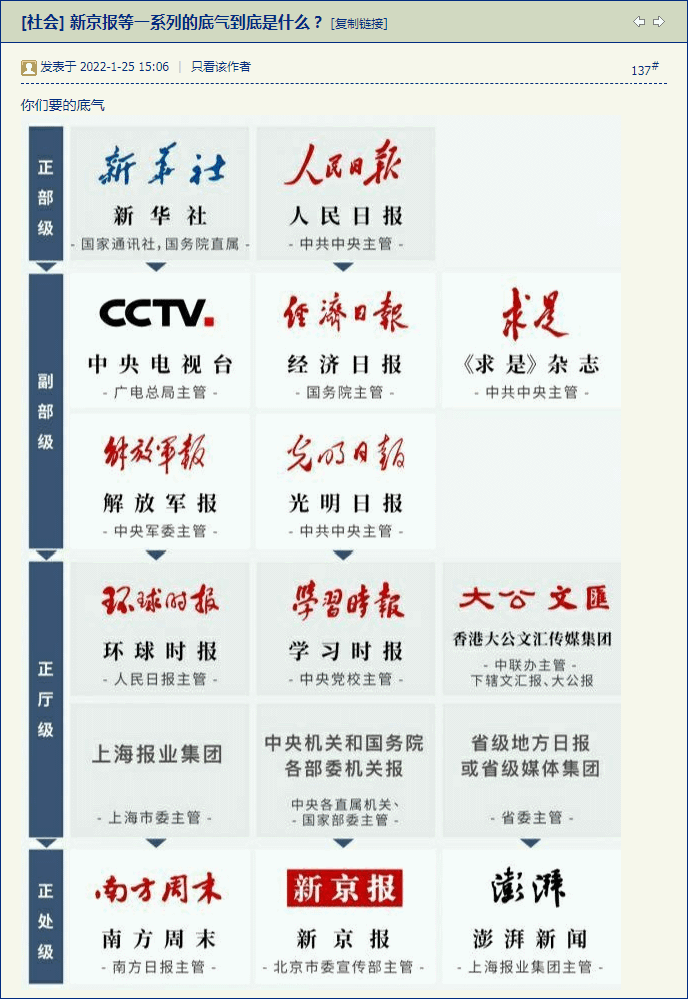 [社会] 新京报等一系列的底气到底是什么？ [复制链接]
发表于 2022-1-25 15:06 | 只看该作者
137#
你们要的底气
正部级
新华社
人民日报
新华社
人民日报
- 国家通讯社,国务院直属 -
- 中共中央主管 -
副部级
CCTV.
经济日报
求是
中央电视台
经济日报
《求是》杂志
- 广电总局主管 -
- 国务院主管 -
- 中共中央主管 -
解放军报
光明日报
解放军报
光明日报
- 中央军委主管 -
- 中共中央主管 -
正厅级
环球时报
學習時報
大公文匯
环球时报
学习时报
香港大公文汇传媒集团
- 人民日报主管 -
- 中央党校主管 -
- 中联办主管 -
下辖文汇报、大公报
上海报业集团
中央机关和国务院
各部委机关报
省级地方日报
或省级媒体集团
- 上海市委主管 -
中央各直属机关、
- 国家部委主管 -
- 省委主管 -
正处级
南方周末
新京报
澎湃
南方周末
新京报
澎湃新闻
- 南方日报主管 -
- 北京市委宣传部主管 -
- 上海报业集团主管 -